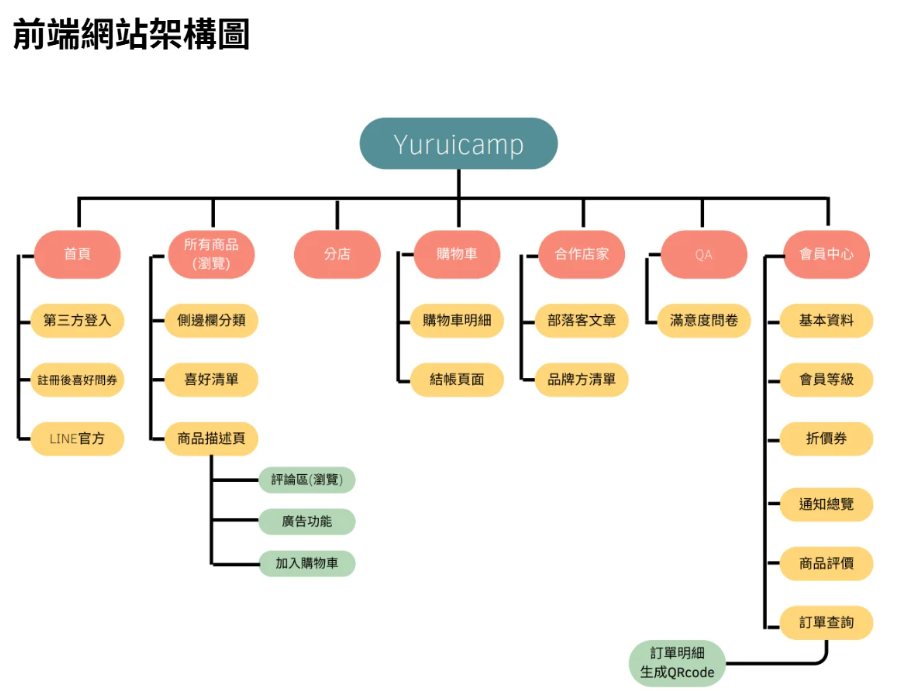 前端網站架構圖
Yuruicamp
首頁
第三方登入
註冊後喜好問券
LINE官方
所有商品
(瀏覽)
側邊欄分類
喜好清單
商品描述頁
評論區(瀏覽)
廣告功能
加入購物車
分店
購物車
購物車明細
結帳頁面
合作店家
部落客文章
品牌方清單
QA
滿意度問卷
會員中心
基本資料
會員等級
折價券
通知總覽
商品評價
訂單查詢
訂單明細
生成QRcode